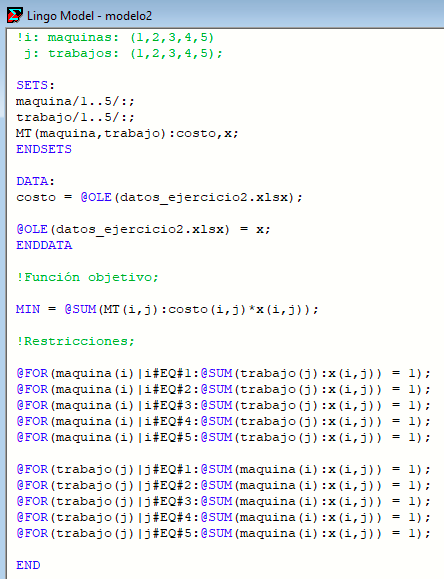 Lingo Model - modelo2
!i: maquinas: (1,2,3,4,5)
j: trabajos: (1,2,3,4,5);
SETS:
maquina/1..5/:;
trabajo/1..5/:;
MT(maquina,trabajo):costo,x;
ENDSETS
DATA:
costo = @OLE(datos_ejercicio2.xlsx);
@OLE(datos_ejercicio2.xlsx) = x;
ENDDATA
!Función objetivo;
MIN = @SUM(MT(i,j):costo(i,j)*x(i,j));
!Restricciones;
@FOR(maquina(i)|i#EQ#1:@SUM(trabajo(j):x(i,j)) = 1);
@FOR(maquina(i)|i#EQ#2:@SUM(trabajo(j):x(i,j)) = 1);
@FOR(maquina(i)|i#EQ#3:@SUM(trabajo(j):x(i,j)) = 1);
@FOR(maquina(i)|i#EQ#4:@SUM(trabajo(j):x(i,j)) = 1);
@FOR(maquina(i)|i#EQ#5:@SUM(trabajo(j):x(i,j)) = 1);
@FOR(trabajo(j)|j#EQ#1:@SUM(maquina(i):x(i,j)) = 1);
@FOR(trabajo(j)|j#EQ#2:@SUM(maquina(i):x(i,j)) = 1);
@FOR(trabajo(j)|j#EQ#3:@SUM(maquina(i):x(i,j)) = 1);
@FOR(trabajo(j)|j#EQ#4:@SUM(maquina(i):x(i,j)) = 1);
@FOR(trabajo(j)|j#EQ#5:@SUM(maquina(i):x(i,j)) = 1);
END